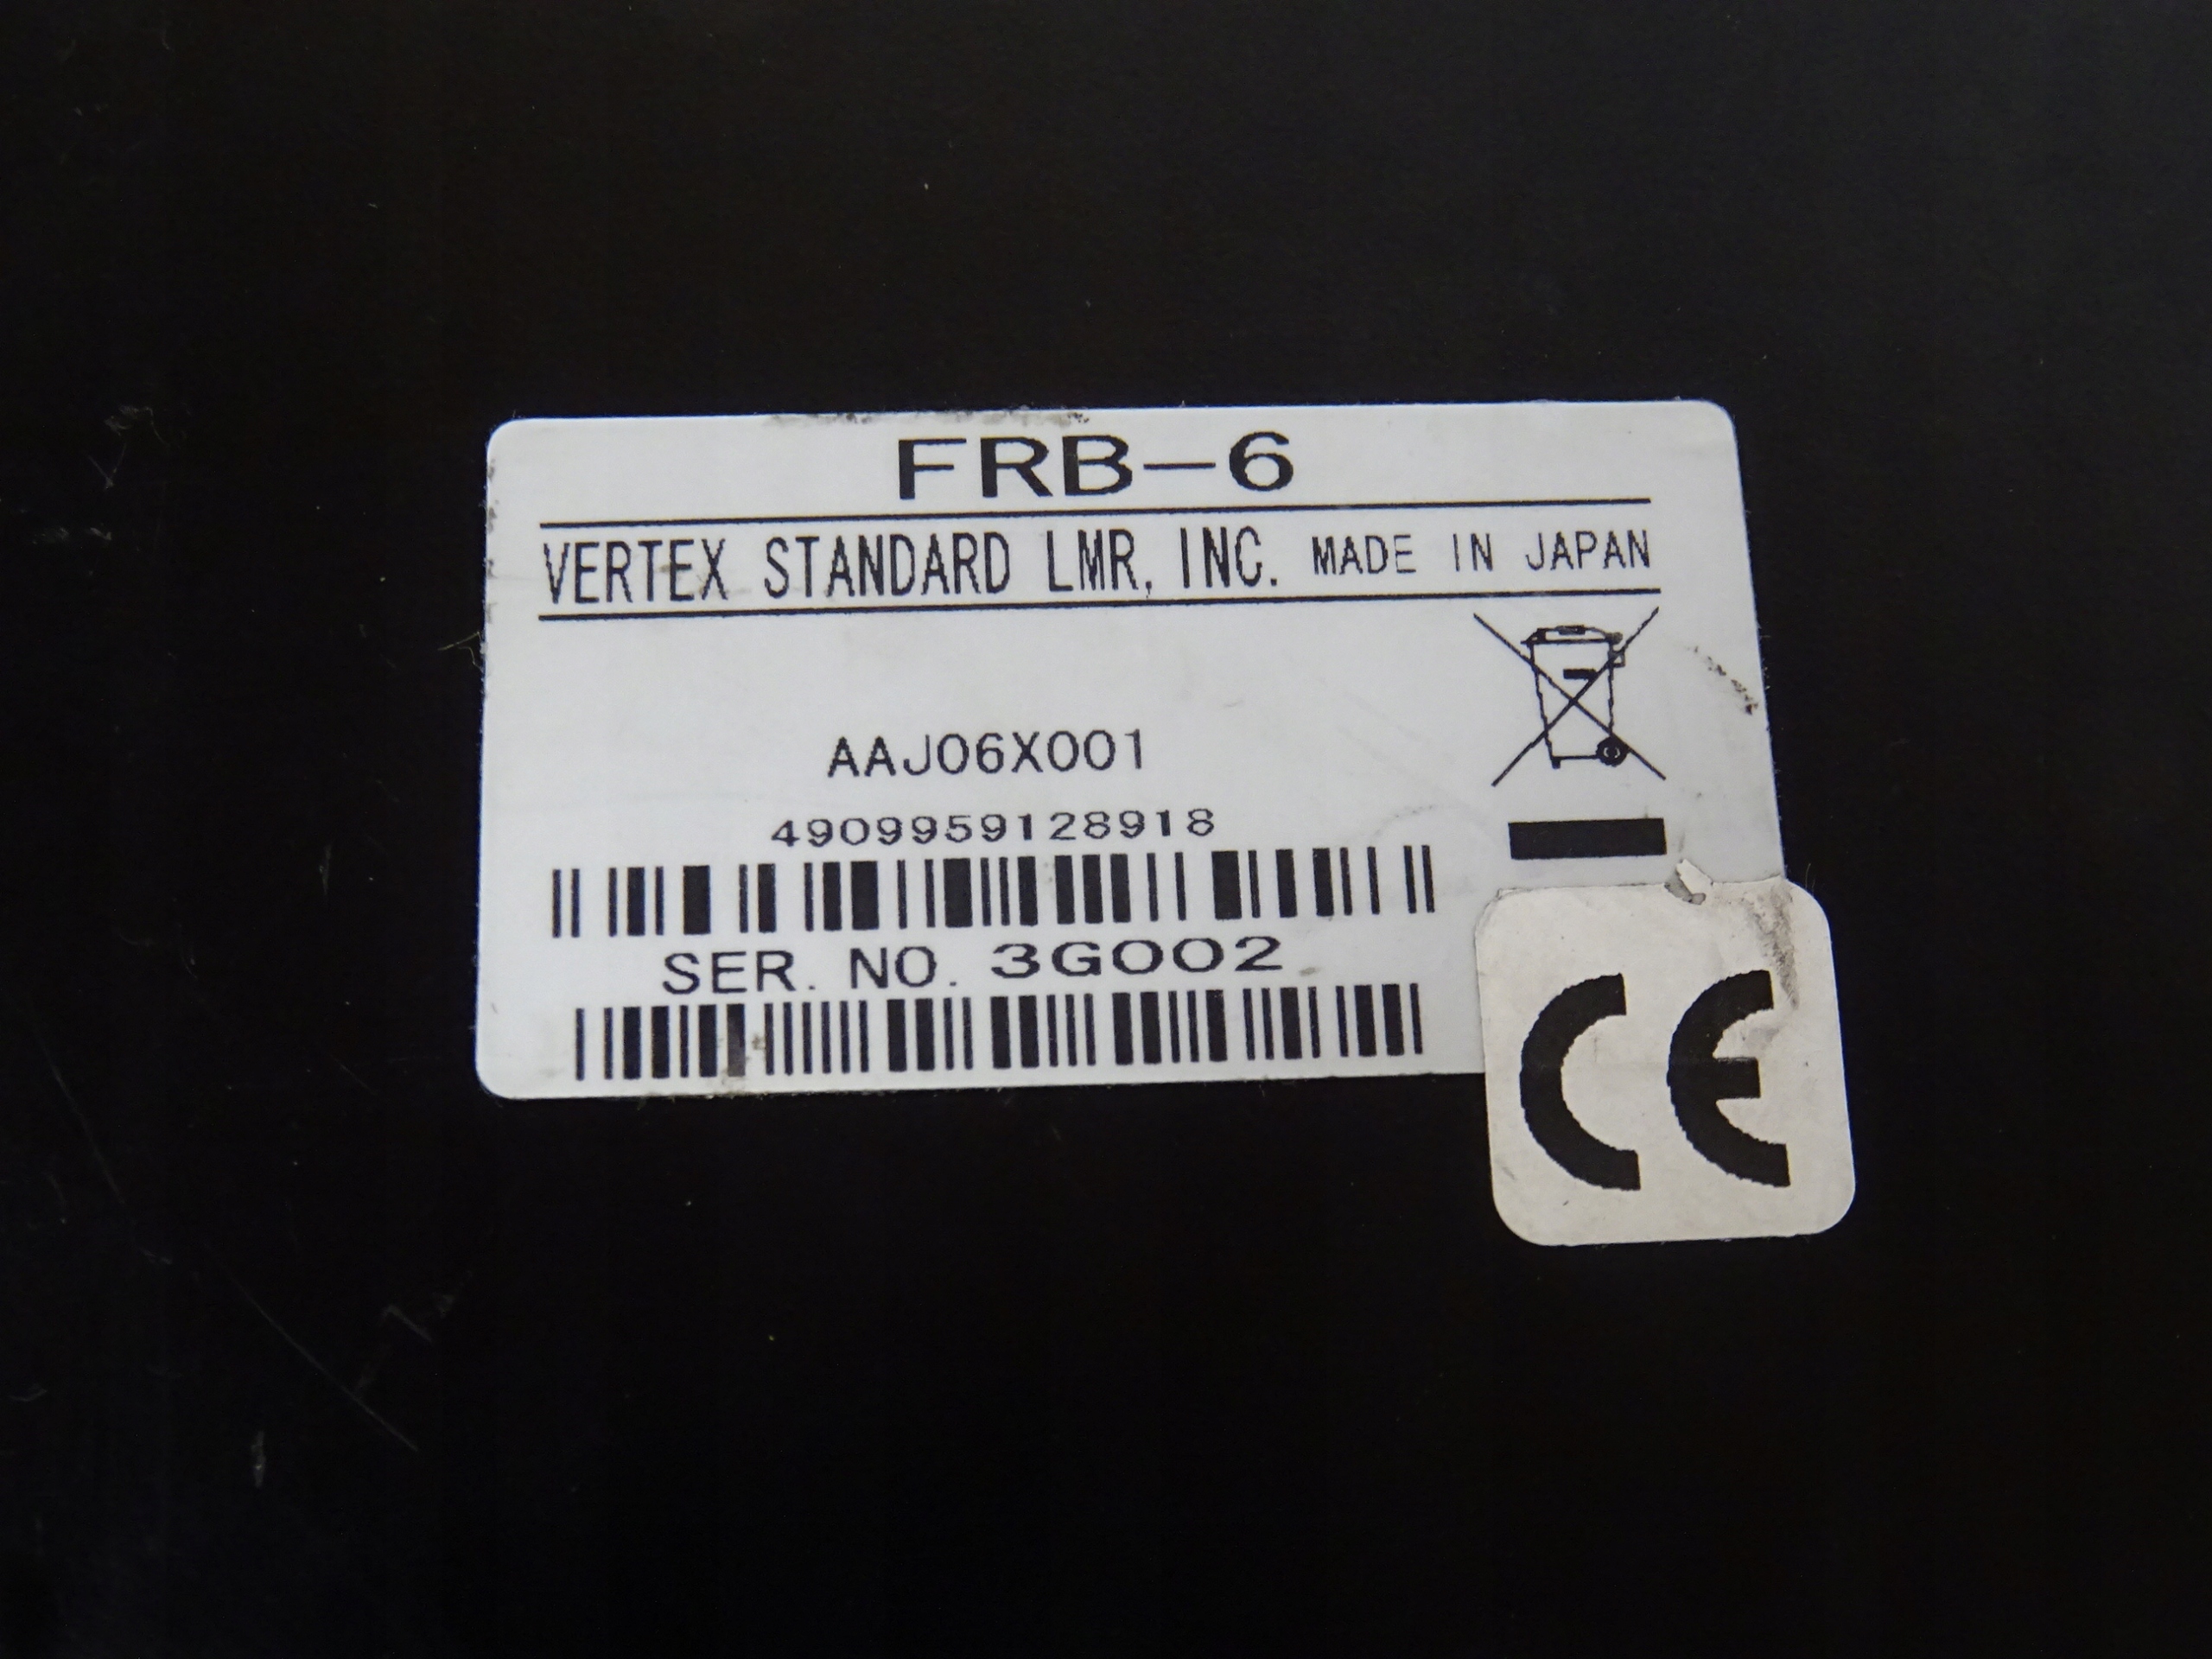 FRB-6
VERTEX STANDARD LMR, INC. MADE IN JAPAN
AAJ06X001
4909959128918
SER. NO. 3G002
CE